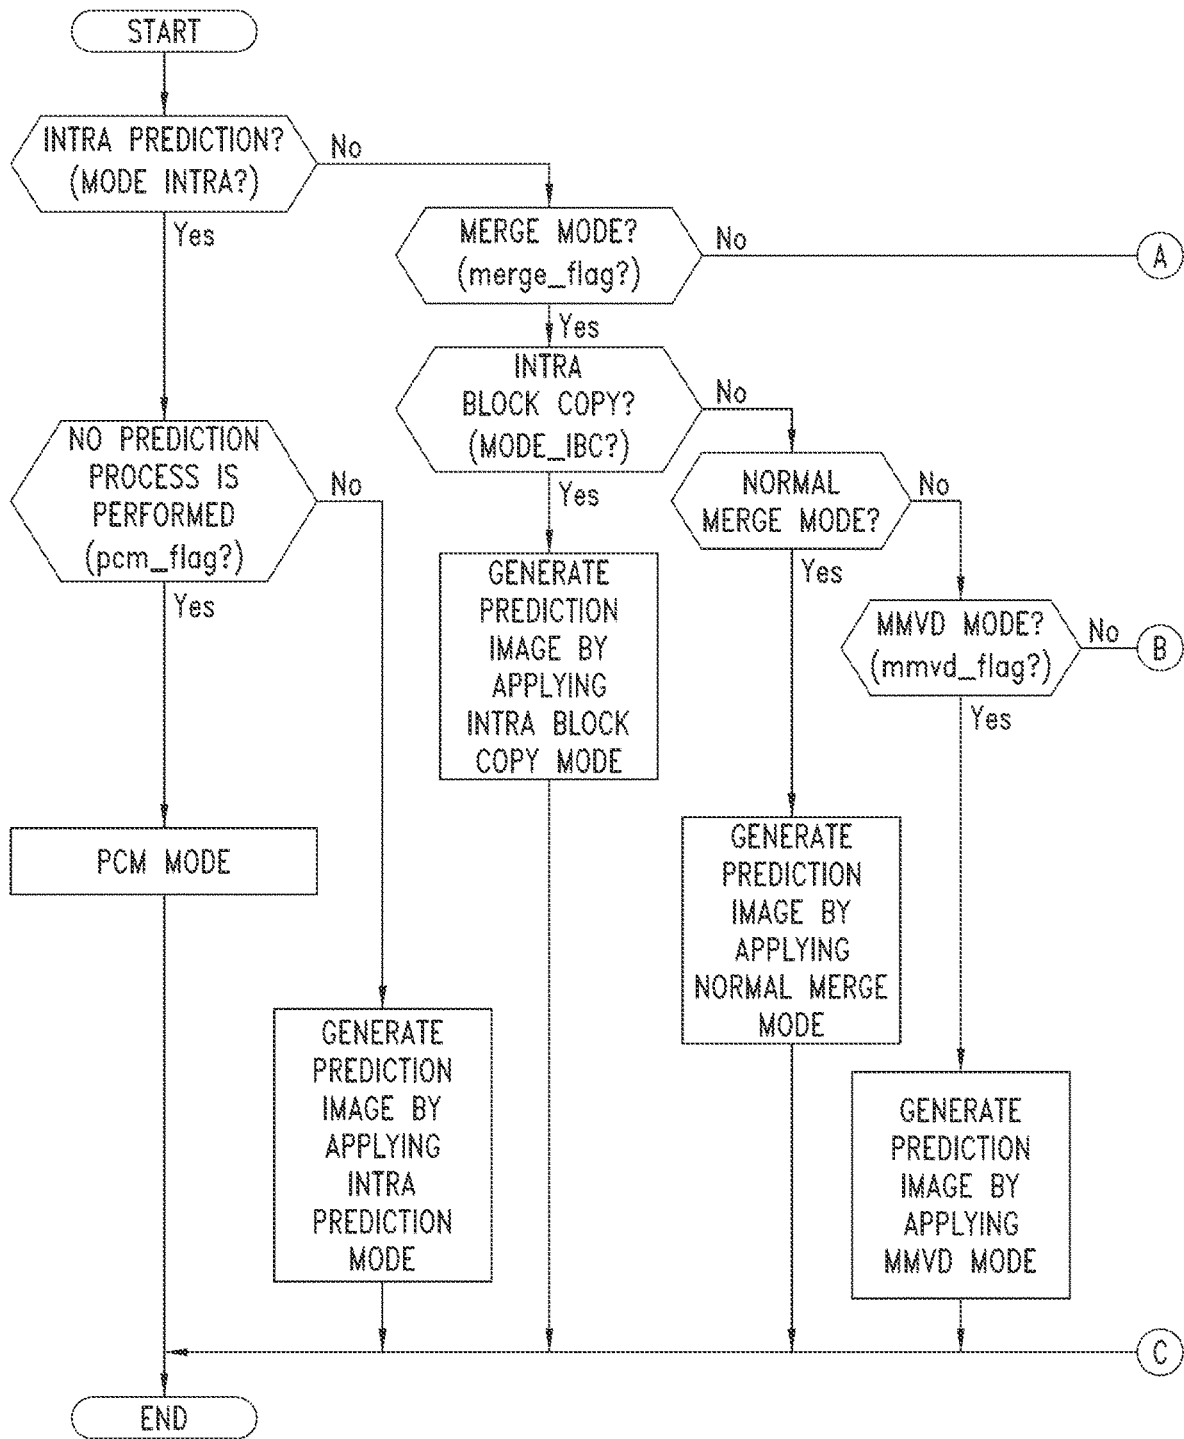 START
INTRA PREDICTION?
(MODE INTRA?)
No
Yes
MERGE MODE?
(merge_flag?)
No
A
Yes
INTRA
BLOCK COPY?
(MODE_IBC?)
No
Yes
NO PREDICTION
PROCESS IS
PERFORMED
(pcm_flag?)
No
Yes
NORMAL
MERGE MODE?
No
Yes
MMVD MODE?
(mmvd_flag?)
No
B
Yes
GENERATE
PREDICTION
IMAGE BY
APPLYING
INTRA BLOCK
COPY MODE
PCM MODE
GENERATE
PREDICTION
IMAGE BY
APPLYING
NORMAL MERGE
MODE
GENERATE
PREDICTION
IMAGE BY
APPLYING
INTRA
PREDICTION
MODE
GENERATE
PREDICTION
IMAGE BY
APPLYING
MMVD MODE
C
END